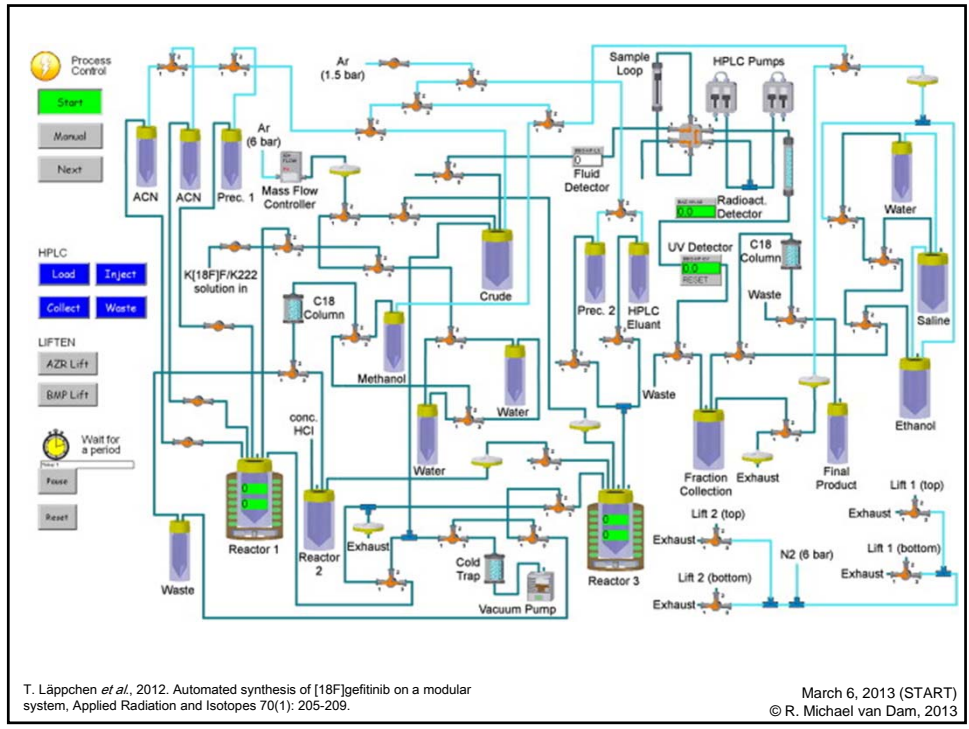 Process
Control
Start
Manual
Next
ACN
ACN
Prec. 1
HPLC
Load
Inject
Collect
Waste
LIFTEN
AZR Lift
BMP Lift
Wait for
a period
Pause
Reset
Ar
(1.5 bar)
Ar
(6 bar)
Mass Flow
Controller
K[18F]F/K222
solution in
C18
Column
Methanol
Crude
Water
Water
conc.
HCl
Reactor 1
Reactor
2
Waste
Exhaust
Cold
Trap
Vacuum Pump
Reactor 3
Sample
Loop
HPLC Pumps
Fluid
Detector
Radioact.
Detector
0.0
UV Detector
0.0
RESET
C18
Column
Prec. 2
HPLC
Eluant
Waste
Waste
Water
Saline
Ethanol
Fraction
Collection
Exhaust
Final
Product
Lift 1 (top)
Exhaust
Lift 2 (top)
Exhaust
N2 (6 bar)
Lift 1 (bottom)
Exhaust
Lift 2 (bottom)
Exhaust
T. Läppchen et al., 2012. Automated synthesis of [18F]gefitinib on a modular
system, Applied Radiation and Isotopes 70(1): 205-209.
March 6, 2013 (START)
© R. Michael van Dam, 2013